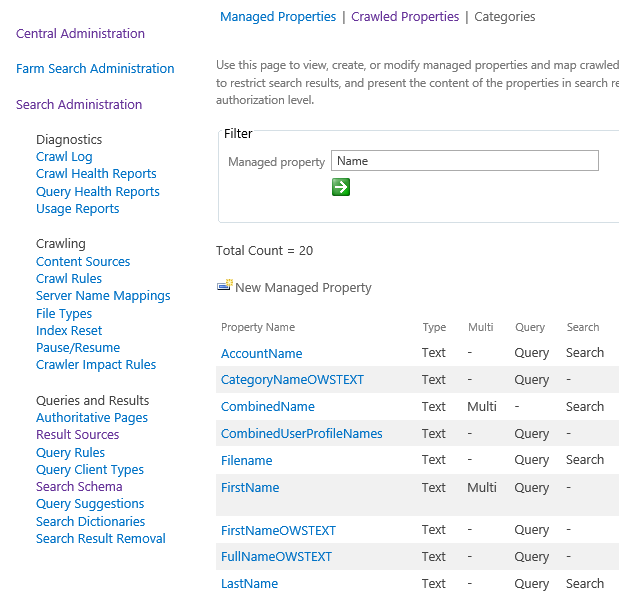 Central Administration
Farm Search Administration
Search Administration
Diagnostics
Crawl Log
Crawl Health Reports
Query Health Reports
Usage Reports
Crawling
Content Sources
Crawl Rules
Server Name Mappings
File Types
Index Reset
Pause/Resume
Crawler Impact Rules
Queries and Results
Authoritative Pages
Result Sources
Query Rules
Query Client Types
Search Schema
Query Suggestions
Search Dictionaries
Search Result Removal
Managed Properties | Crawled Properties | Categories
Use this page to view, create, or modify managed properties and map crawled
to restrict search results, and present the content of the properties in search re
authorization level.
Filter
Managed property Name
Total Count = 20
New Managed Property
Property Name Type Multi Query Search
AccountName Text - Query Search
CategoryNameOWSTEXT Text - Query -
CombinedName Text Multi - Search
CombinedUserProfileNames Text - Query -
Filename Text - Query Search
FirstName Text Multi Query -
FirstNameOWSTEXT Text - Query -
FullNameOWSTEXT Text - Query -
LastName Text - Query Search